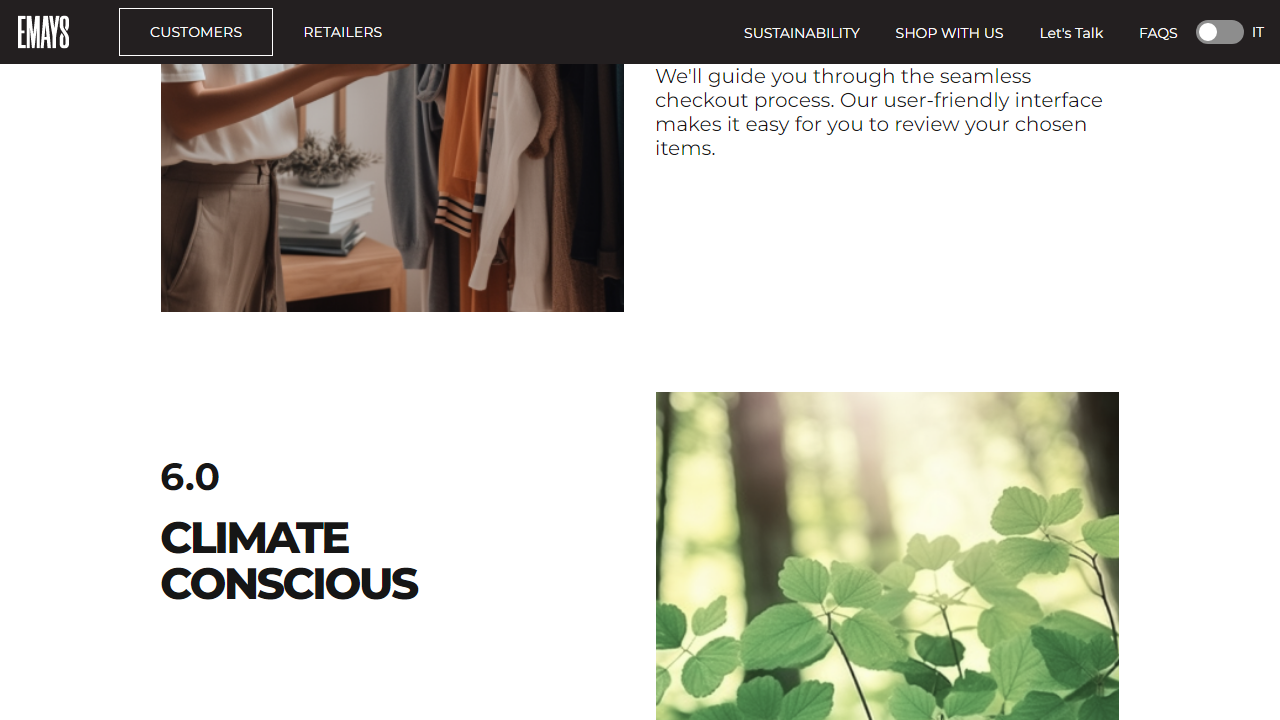 EMAYS
CUSTOMERS
RETAILERS
SUSTAINABILITY
SHOP WITH US
Let's Talk
FAQS
IT
We'll guide you through the seamless
checkout process. Our user-friendly interface
makes it easy for you to review your chosen
items.
6.0
CLIMATE
CONSCIOUS